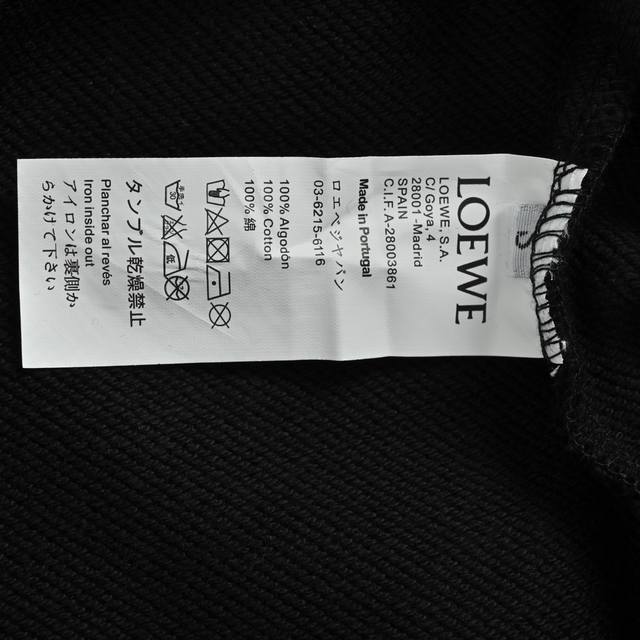 LOEWE
LOEWE, S.A.
C/ Goya, 4
28001 -Madrid
SPAIN
C.I.F.A-28003861
Made in Portugal
ロエベジャパン
03-6215-6116
100% Algodón
100% Cotton
100% 綿
低
タンブル乾燥禁止
Planchar al reves
Iron inside out
アイロンは裏側か
らかけて下さい